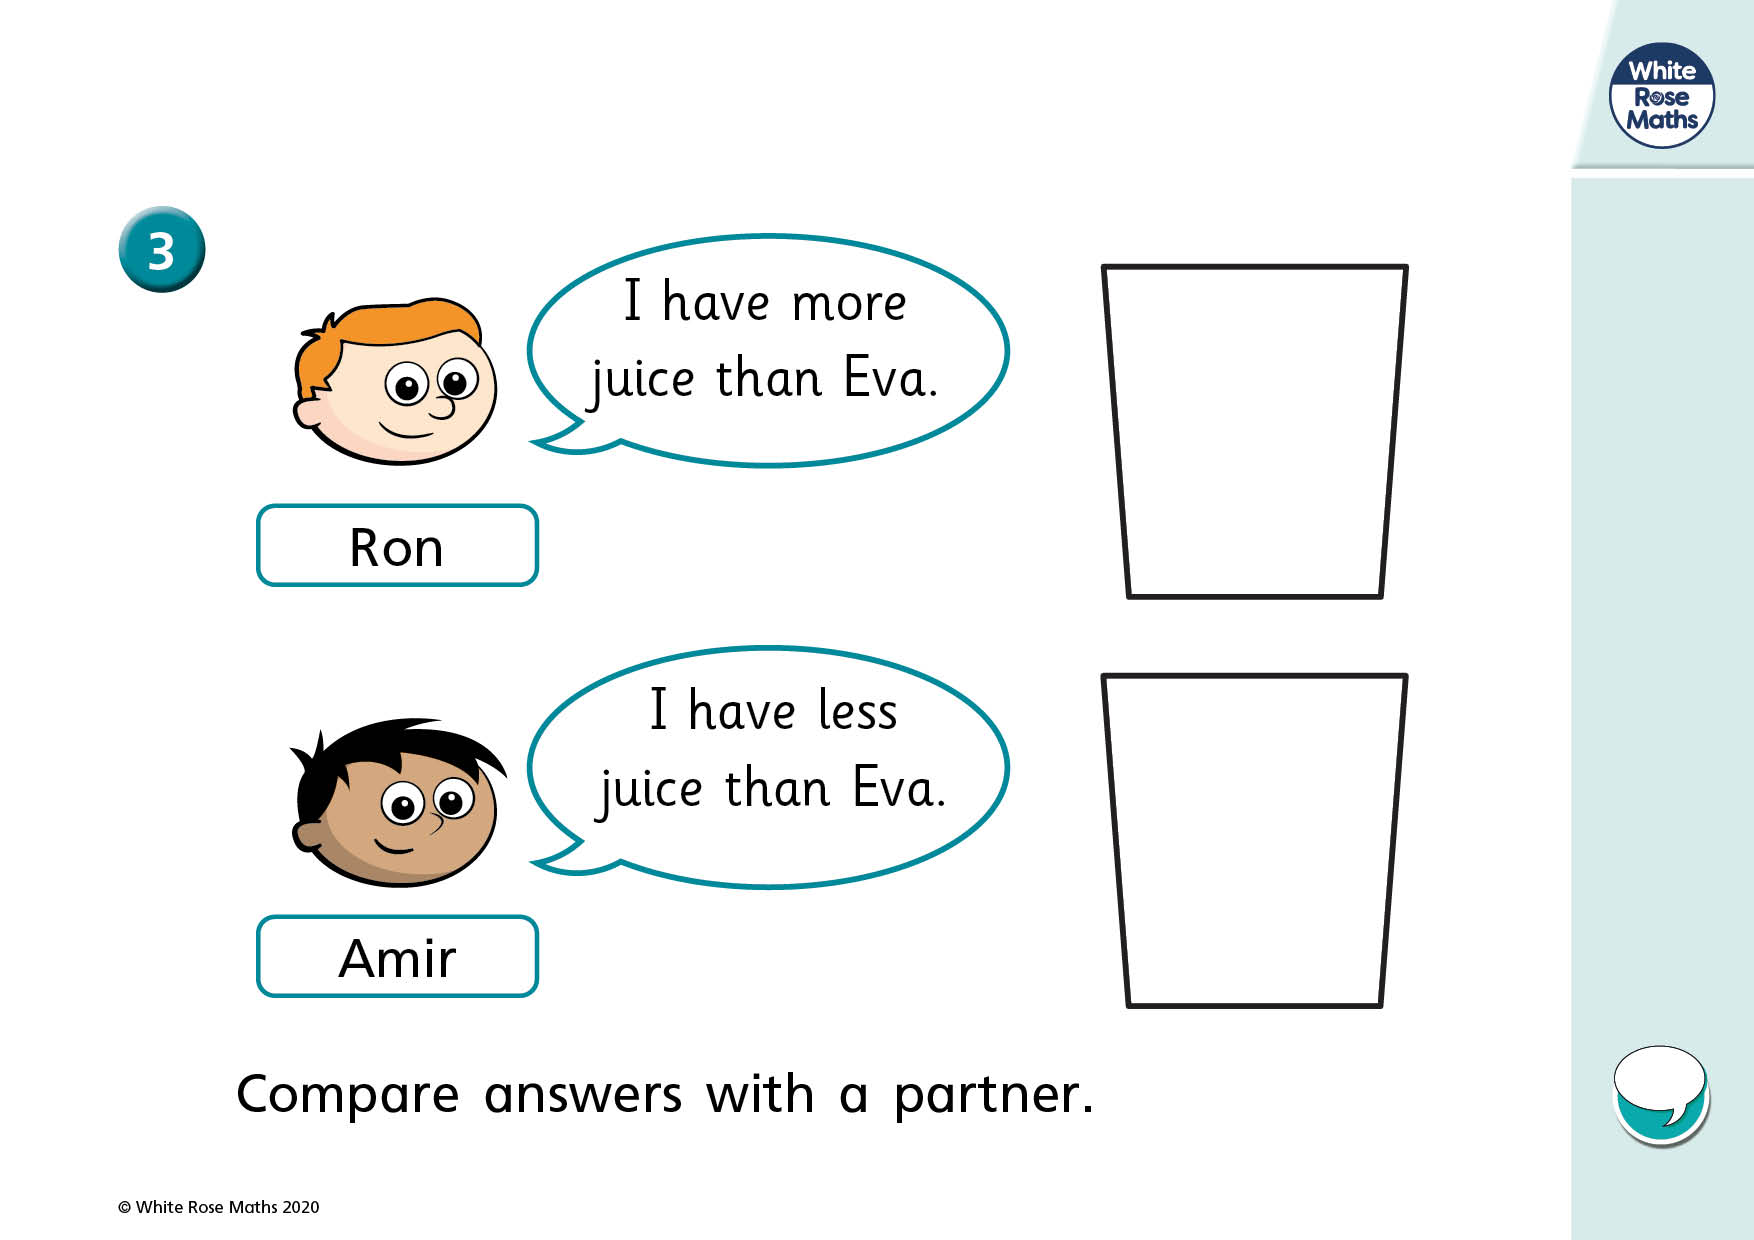 White
Rose
Maths
3
I have more
juice than Eva.
Ron
I have less
juice than Eva.
Amir
Compare answers with a partner.
© White Rose Maths 2020